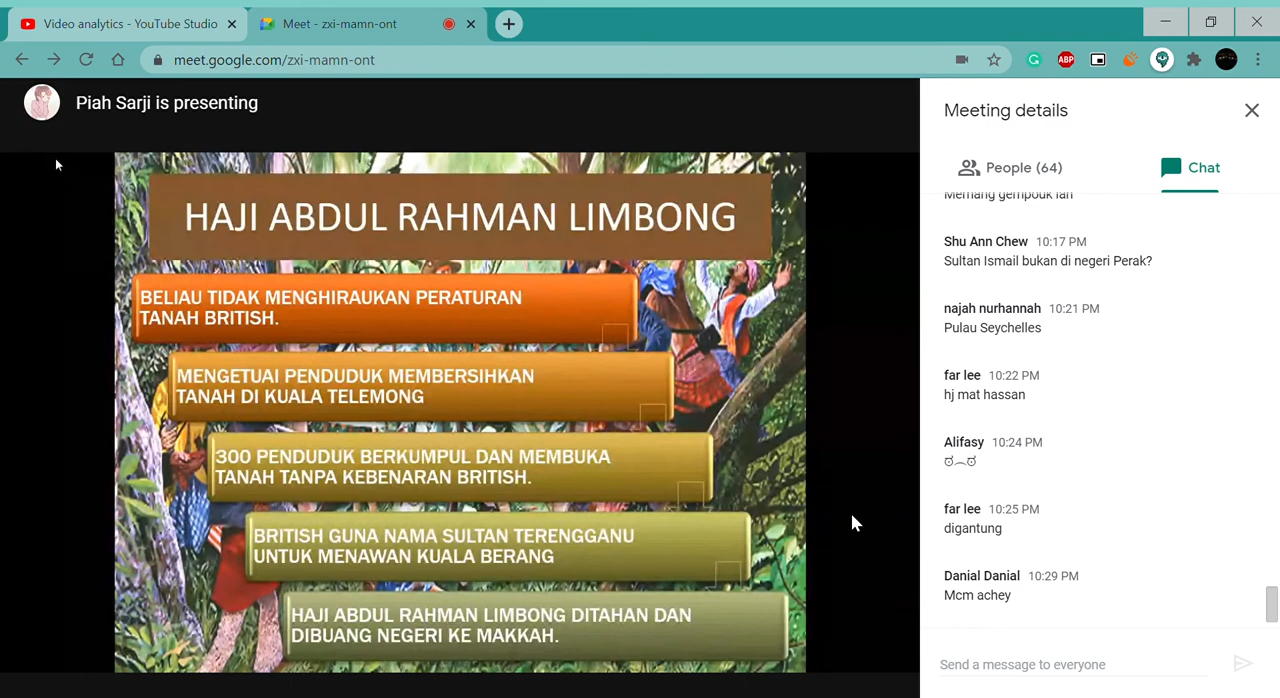 Video analytics - YouTube Studio
Meet - zxi-mamn-ont
meet.google.com/zxi-mamn-ont
ABP
Piah Sarji is presenting
HAJI ABDUL RAHMAN LIMBONG
BELIAU TIDAK MENGHIRAUKAN PERATURAN
TANAH BRITISH.
MENGETUAI PENDUDUK MEMBERSIHKAN
TANAH DI KUALA TELEMONG
300 PENDUDUK BERKUMPUL DAN MEMBUKA
TANAH TANPA KEBENARAN BRITISH.
BRITISH GUNA NAMA SULTAN TERENGGANU
UNTUK MENAWAN KUALA BERANG
HAJI ABDUL RAHMAN LIMBONG DITAHAN DAN
DIBUANG NEGERI KE MAKKAH.
Meeting details
People (64)
Chat
Memang gempouk lah
Shu Ann Chew 10:17 PM
Sultan Ismail bukan di negeri Perak?
najah nurhannah 10:21 PM
Pulau Seychelles
far lee 10:22 PM
hj mat hassan
Alifasy 10:24 PM
ಠ︵ಠ
far lee 10:25 PM
digantung
Danial Danial 10:29 PM
Mcm achey
Send a message to everyone